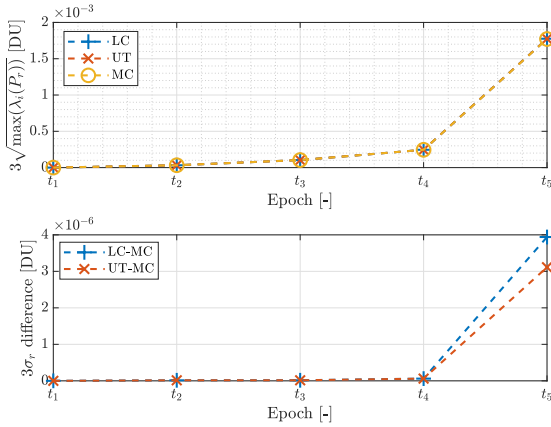 ×10⁻³
2
1.5
1
0.5
0
3√max(λᵢ(Pᵣ)) [DU]
LC
UT
MC
t₁ t₂ t₃ t₄ t₅
Epoch [-]
×10⁻⁶
4
3
2
1
0
3σᵣ difference [DU]
LC-MC
UT-MC
t₁ t₂ t₃ t₄ t₅
Epoch [-]